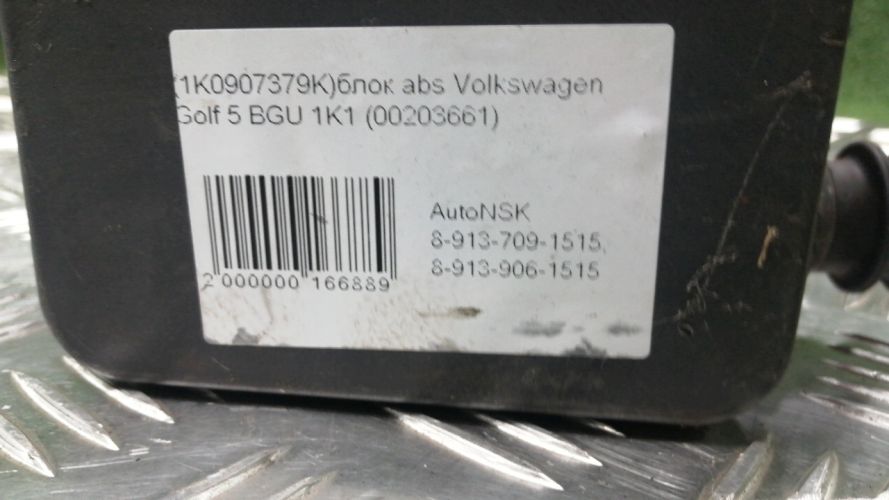 (1K0907379K)блок abs Volkswagen
Golf 5 BGU 1K1 (00203661)
AutoNSK
8-913-709-1515,
8-913-906-1515
2 000000 166889